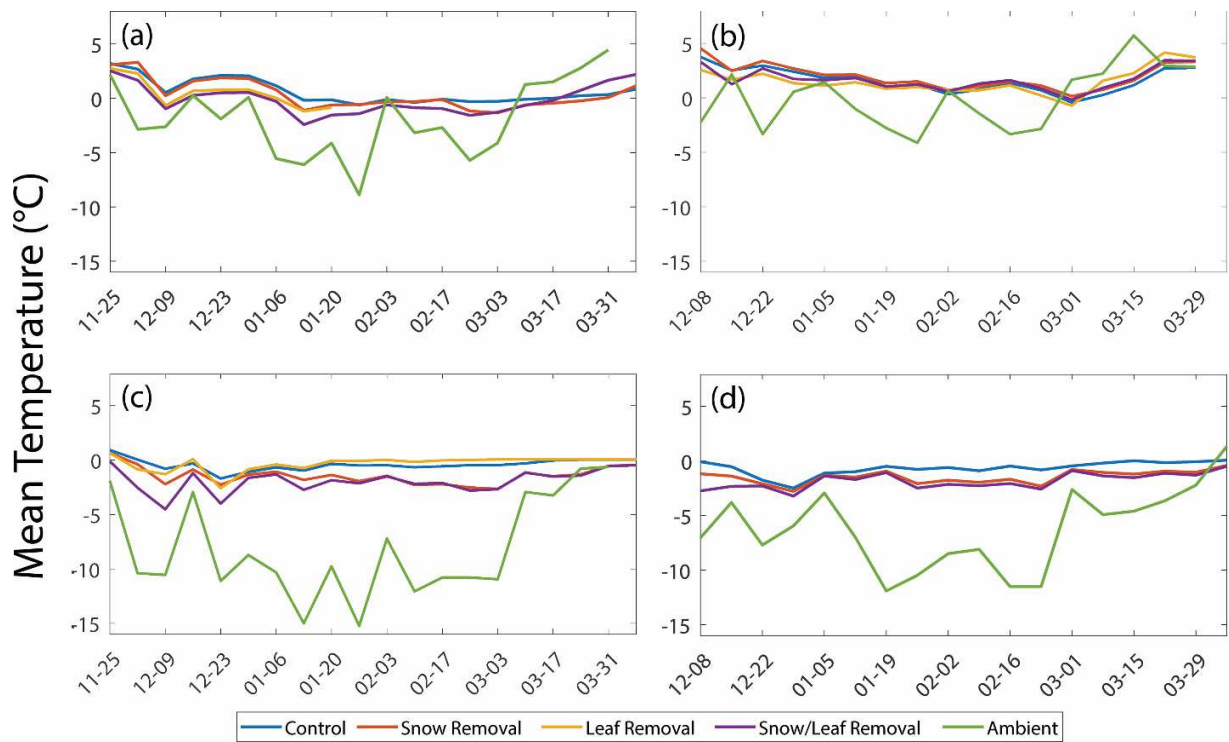 Mean Temperature (°C)
(a)
5
0
-5
-10
-15
11-25 12-09 12-23 01-06 01-20 02-03 02-17 03-03 03-17 03-31
(b)
5
0
-5
-10
-15
12-08 12-22 01-05 01-19 02-02 02-16 03-01 03-15 03-29
(c)
5
0
-5
-10
-15
11-25 12-09 12-23 01-06 01-20 02-03 02-17 03-03 03-17 03-31
(d)
5
0
-5
-10
-15
12-08 12-22 01-05 01-19 02-02 02-16 03-01 03-15 03-29
Control Snow Removal Leaf Removal Snow/Leaf Removal Ambient